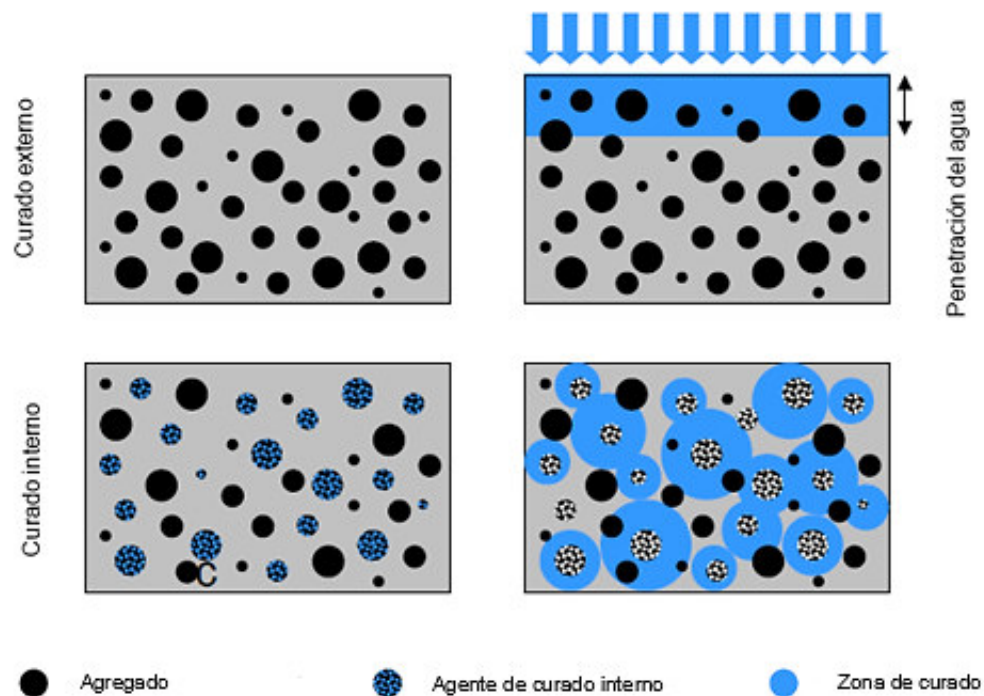 Curado externo
Penetración del agua
Curado interno
C
Agregado
Agente de curado interno
Zona de curado